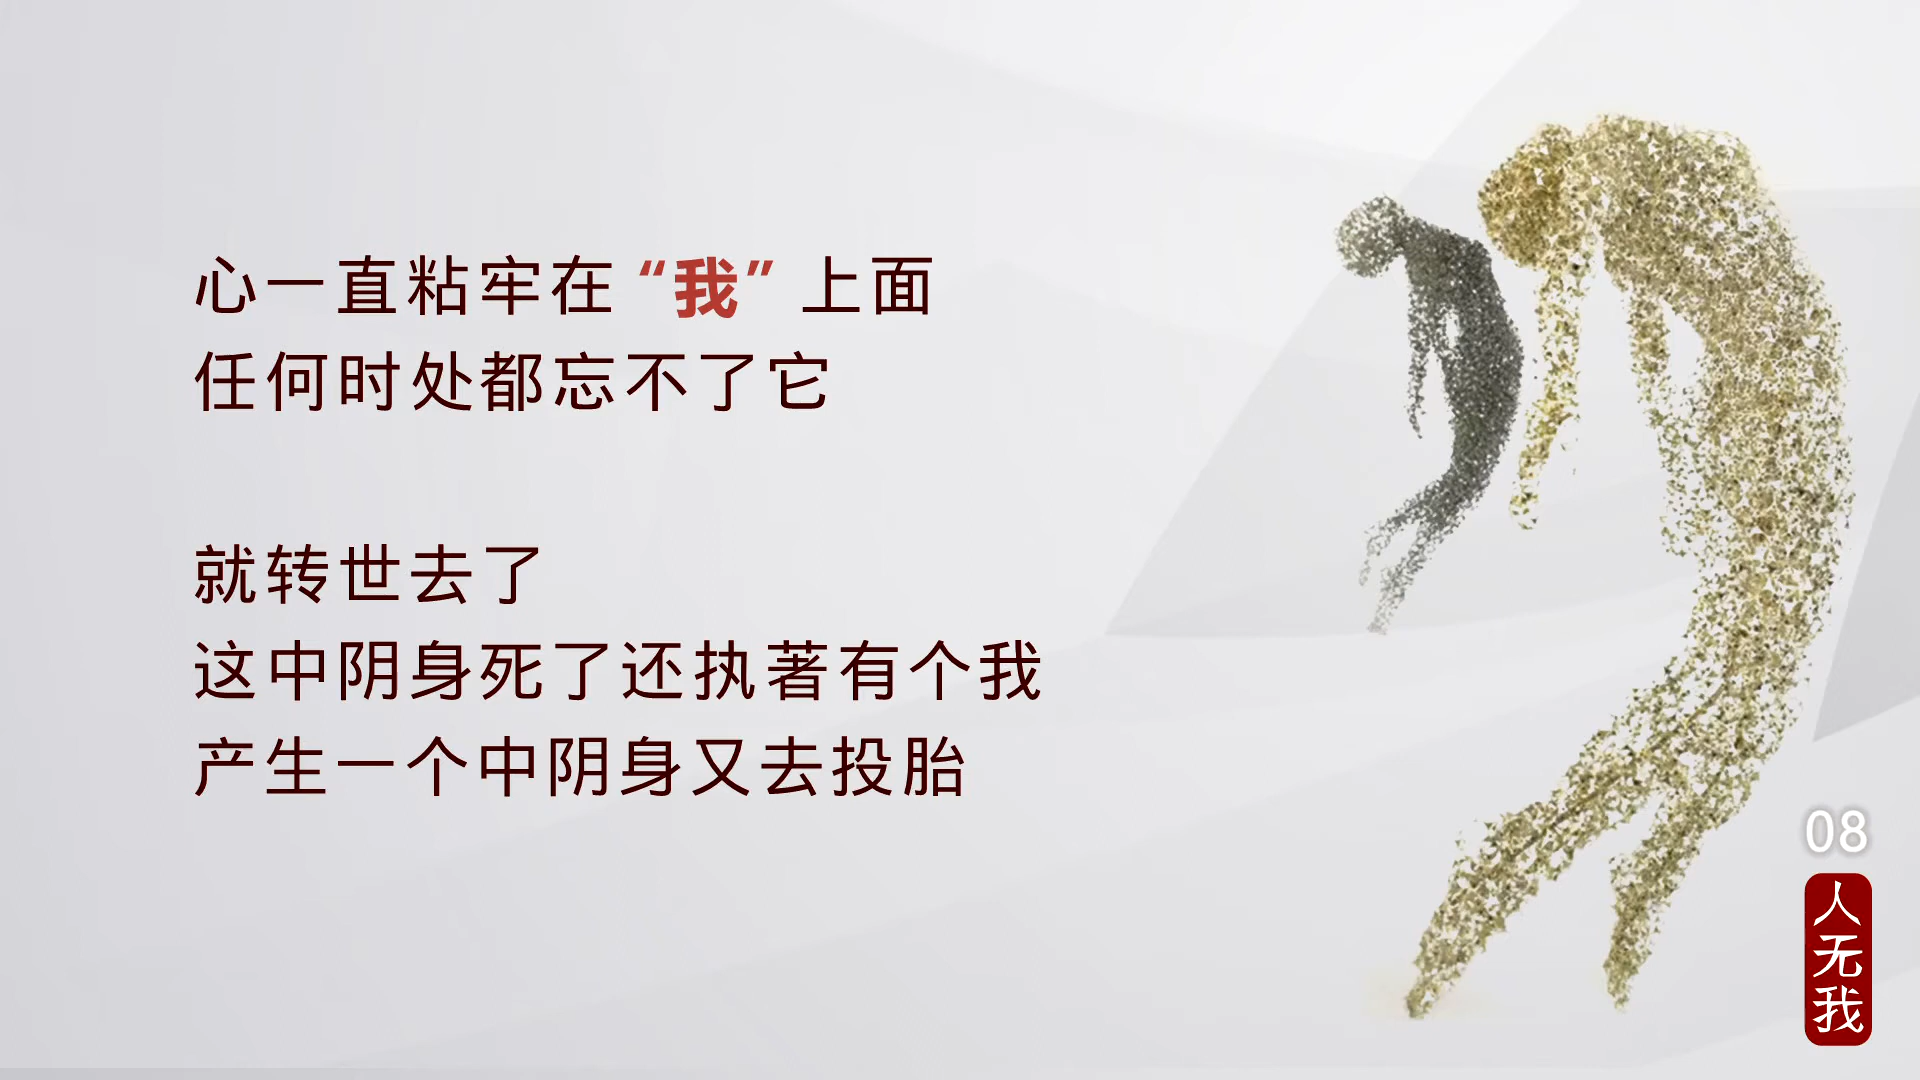 心一直粘牢在“我”上面
任何时处都忘不了它
就转世去了
这中阴身死了还执著有个我
产生一个中阴身又去投胎
08
人无我